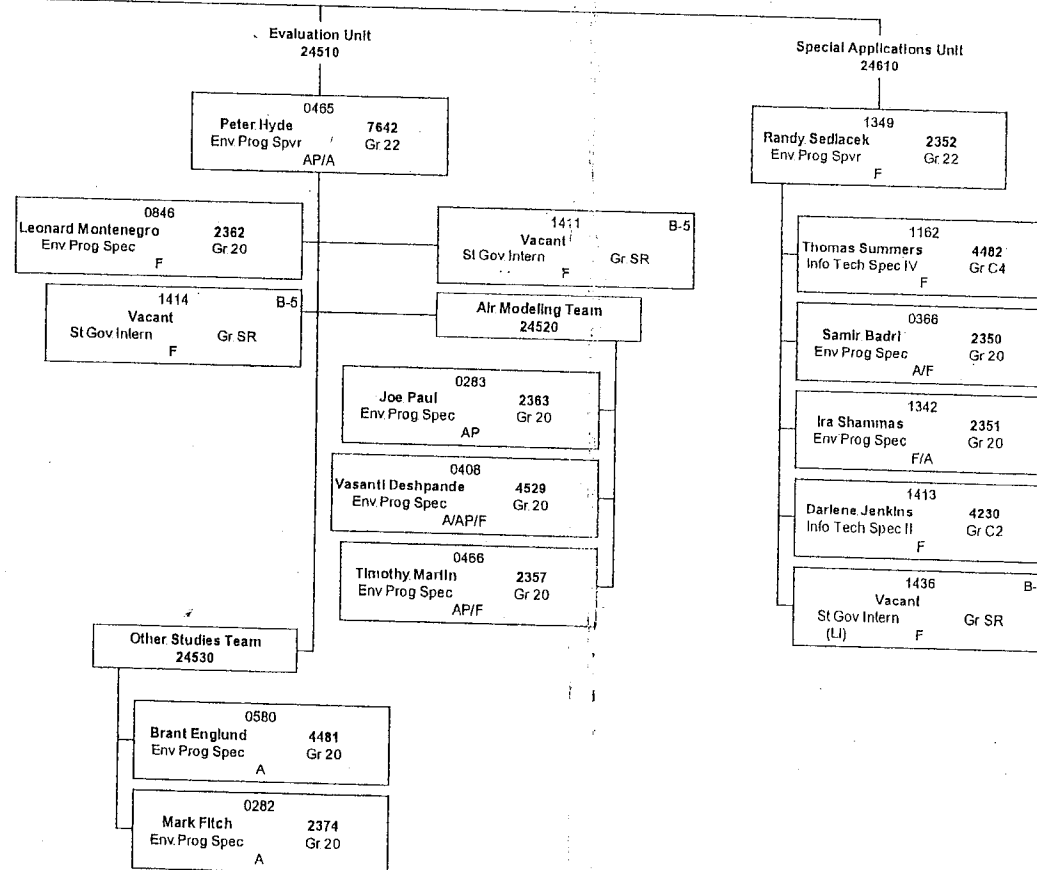 Evaluation Unit
24510
0465
Peter Hyde 7642
Env Prog Spvr Gr 22
AP/A
0846
Leonard Montenegro 2362
Env Prog Spec Gr 20
F
1411 B-5
Vacant
St Gov Intern Gr SR
F
1414 B-5
Vacant
St Gov Intern Gr SR
F
Air Modeling Team
24520
0283
Joe Paul 2363
Env Prog Spec Gr 20
AP
0408
Vasanti Deshpande 4529
Env Prog Spec Gr 20
A/AP/F
0466
Timothy Martin 2357
Env Prog Spec Gr 20
AP/F
Other Studies Team
24530
0580
Brant Englund 4481
Env Prog Spec Gr 20
A
0282
Mark Fitch 2374
Env Prog Spec Gr 20
A
Special Applications Unit
24610
1349
Randy Sedlacek 2352
Env Prog Spvr Gr 22
F
1162
Thomas Summers 4482
Info Tech Spec IV Gr C4
F
0366
Samir Badri 2350
Env Prog Spec Gr 20
A/F
1342
Ira Shammas 2351
Env Prog Spec Gr 20
F/A
1413
Darlene Jenkins 4230
Info Tech Spec II Gr C2
F
1436 B-
Vacant
St Gov Intern Gr SR
(LI) F